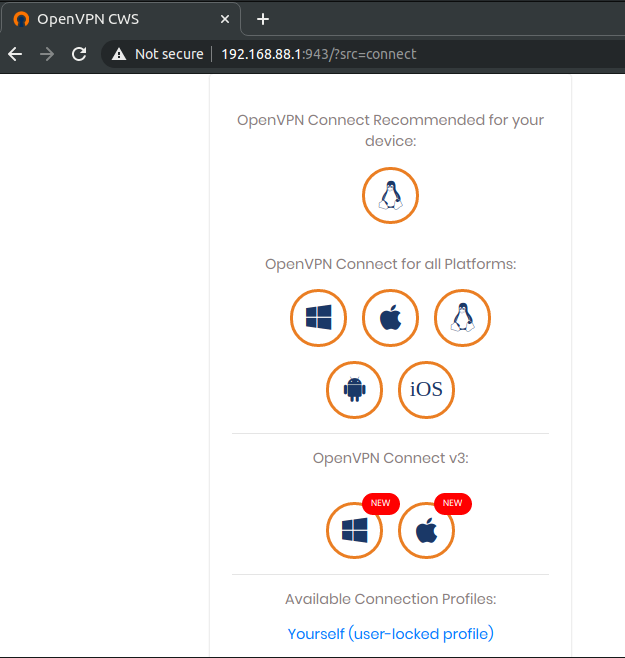 OpenVPN CWS
Not secure 192.168.88.1:943/?src=connect
OpenVPN Connect Recommended for your
device:
OpenVPN Connect for all Platforms:
iOS
OpenVPN Connect v3:
NEW NEW
Available Connection Profiles:
Yourself (user-locked profile)